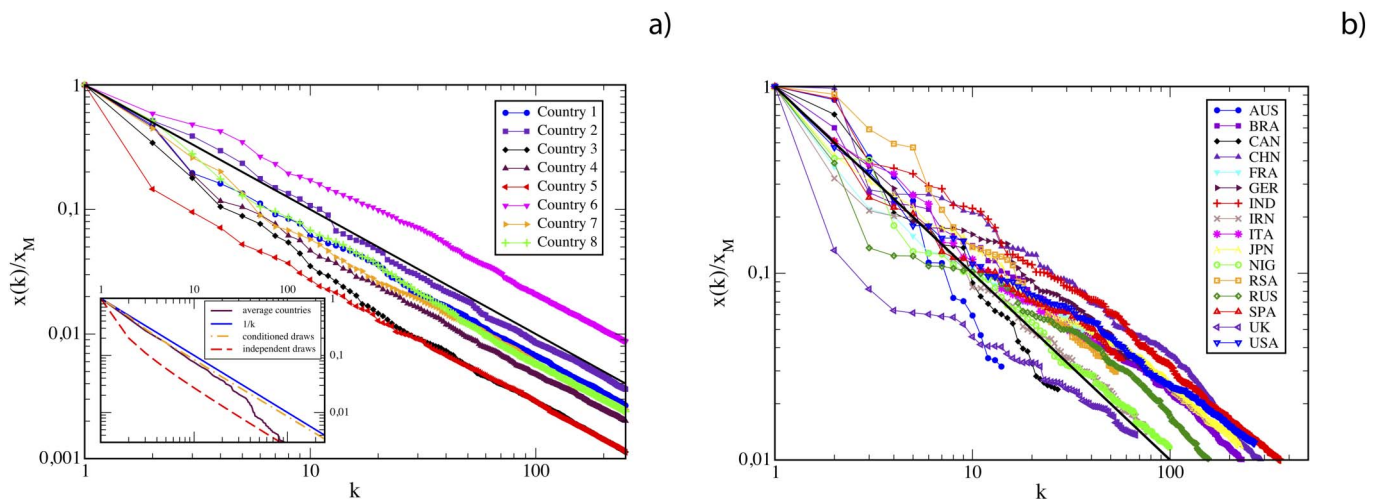 a)
1
0,1
0,01
0,001
x(k)/x_M
1
10
100
k
Country 1
Country 2
Country 3
Country 4
Country 5
Country 6
Country 7
Country 8
1
10
100
average countries
1/k
conditioned draws
independent draws
0,1
0,01
b)
1
0,1
0,01
x(k)/x_M
1
10
100
k
AUS
BRA
CAN
CHN
FRA
GER
IND
IRN
ITA
JPN
NIG
RSA
RUS
SPA
UK
USA